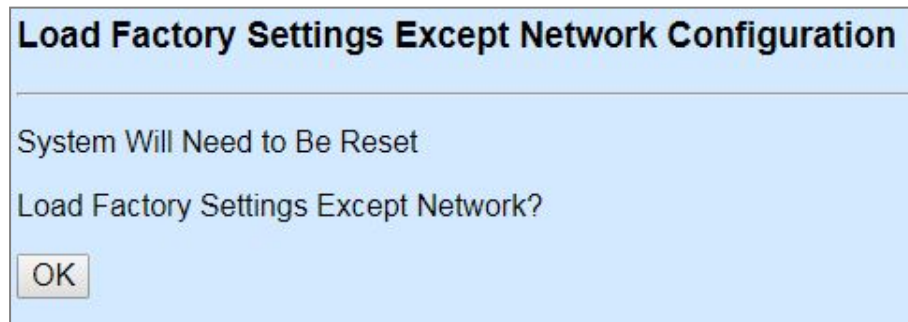 Load Factory Settings Except Network Configuration
System Will Need to Be Reset
Load Factory Settings Except Network?
OK